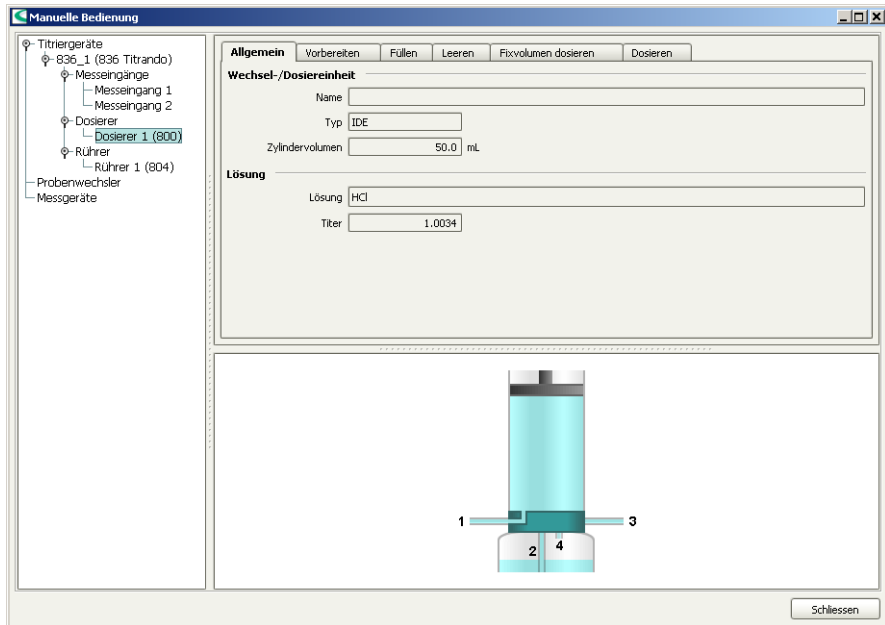 Manuelle Bedienung
Titriergeräte
836_1 (836 Titrando)
Messeingänge
Messeingang 1
Messeingang 2
Dosierer
Dosierer 1 (800)
Rührer
Rührer 1 (804)
Probenwechsler
Messgeräte
Allgemein Vorbereiten Füllen Leeren Fixvolumen dosieren Dosieren
Wechsel-/Dosiereinheit
Name
Typ IDE
Zylindervolumen 50.0 mL
Lösung
Lösung HCl
Titer 1.0034
1 3
2 4
Schliessen